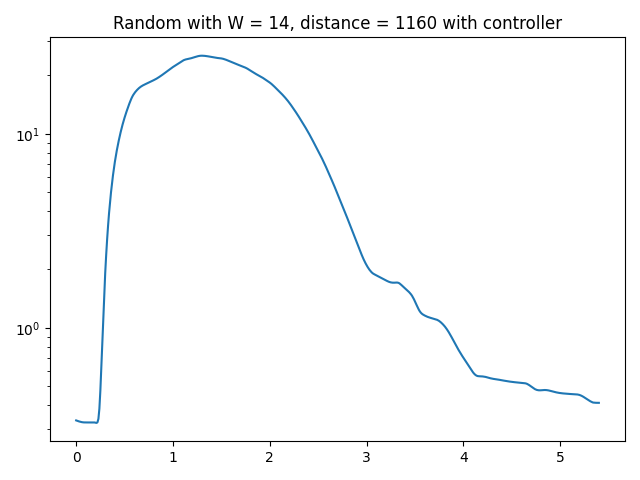 Random with W = 14, distance = 1160 with controller
10¹
10⁰
0 1 2 3 4 5